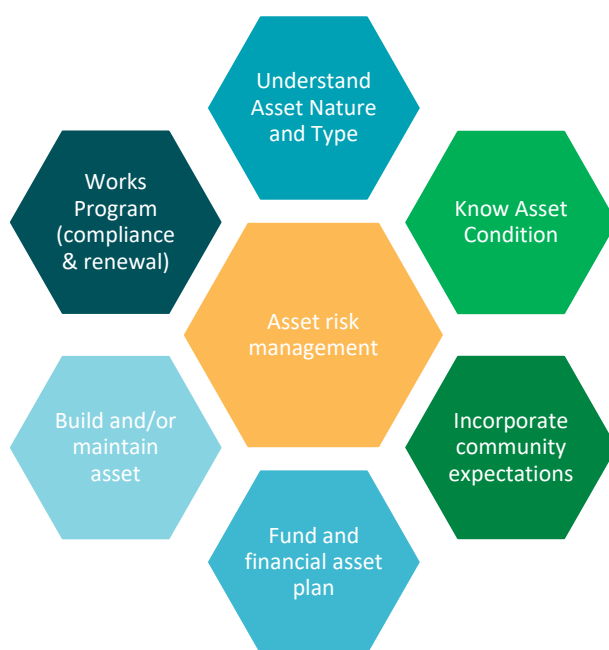 Understand
Asset Nature
and Type
Works
Program
(compliance
& renewal)
Know Asset
Condition
Asset risk
management
Build and/or
maintain
asset
Incorporate
community
expectations
Fund and
financial asset
plan